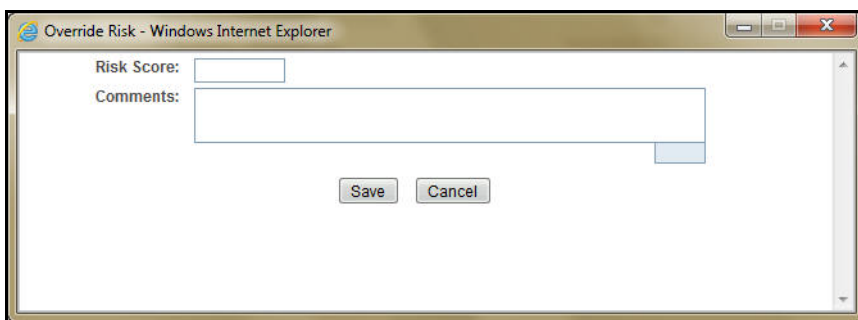 Override Risk - Windows Internet Explorer
Risk Score:
Comments:
Save Cancel